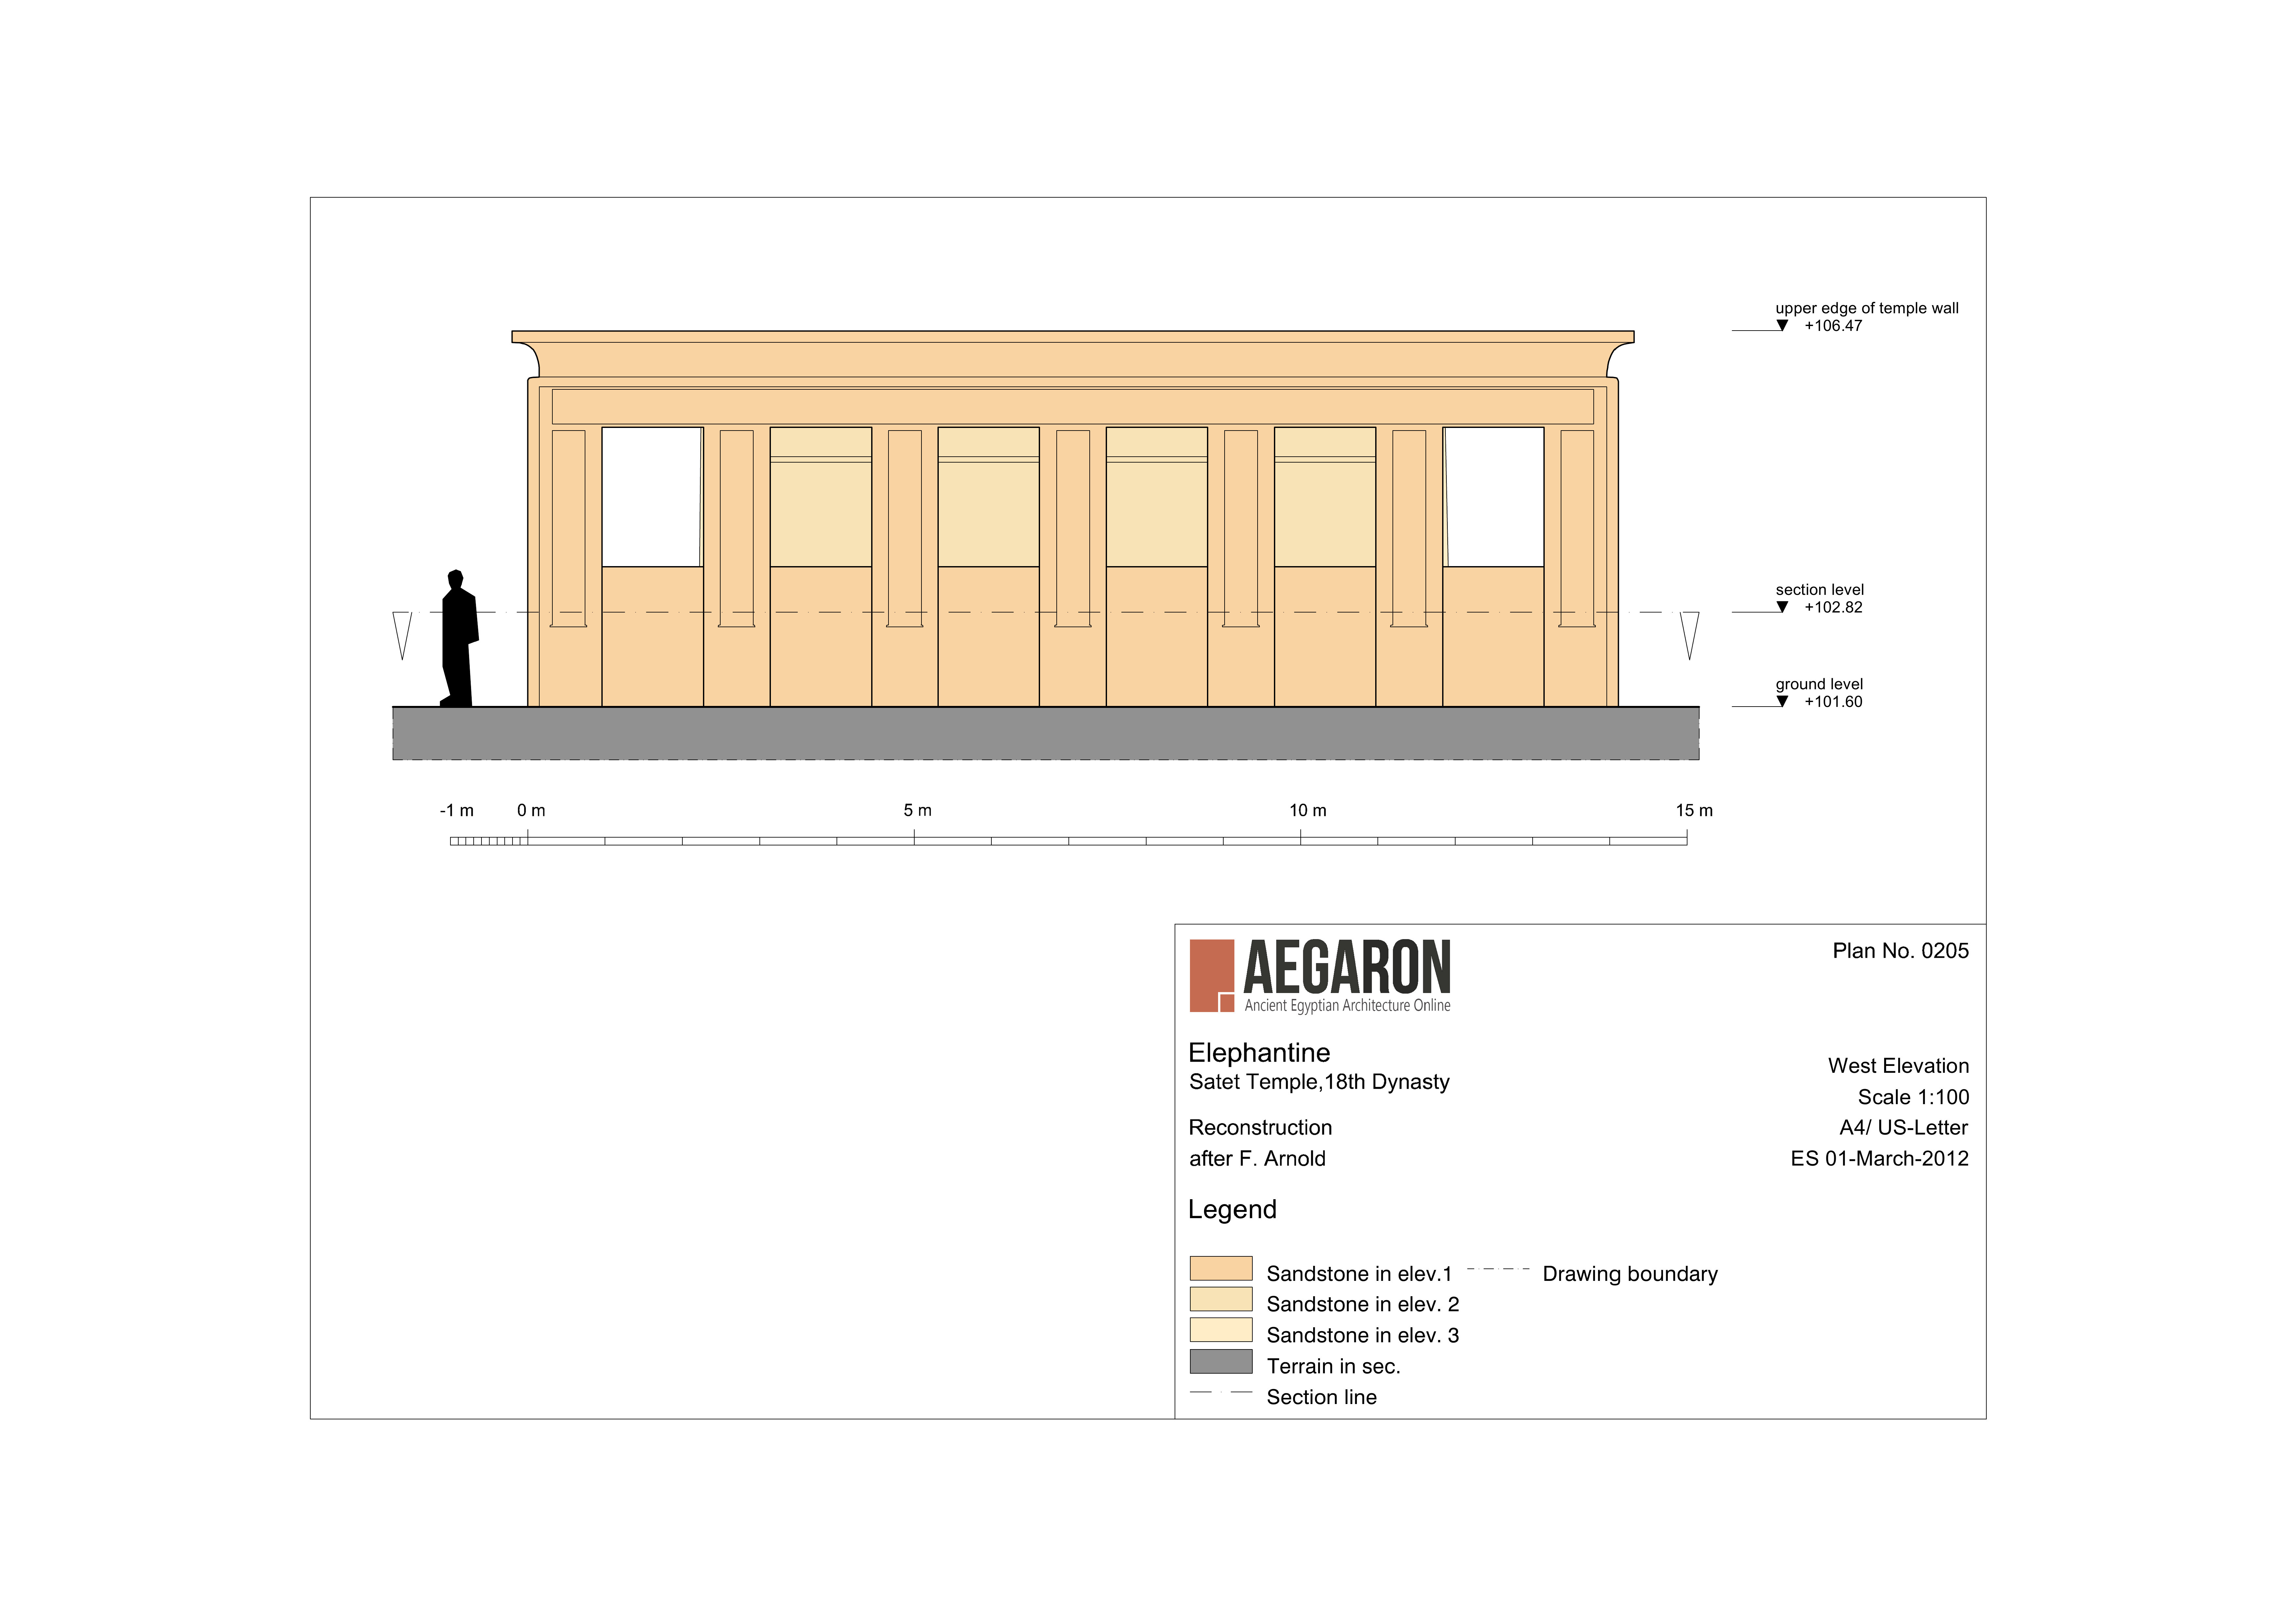 upper edge of temple wall
+106.47
section level
+102.82
ground level
+101.60
-1 m 0 m 5 m 10 m 15 m
AEGARON
Ancient Egyptian Architecture Online
Plan No. 0205
Elephantine
Satet Temple,18th Dynasty
Reconstruction
after F. Arnold
West Elevation
Scale 1:100
A4/ US-Letter
ES 01-March-2012
Legend
Sandstone in elev.1
Sandstone in elev. 2
Sandstone in elev. 3
Terrain in sec.
Section line
Drawing boundary